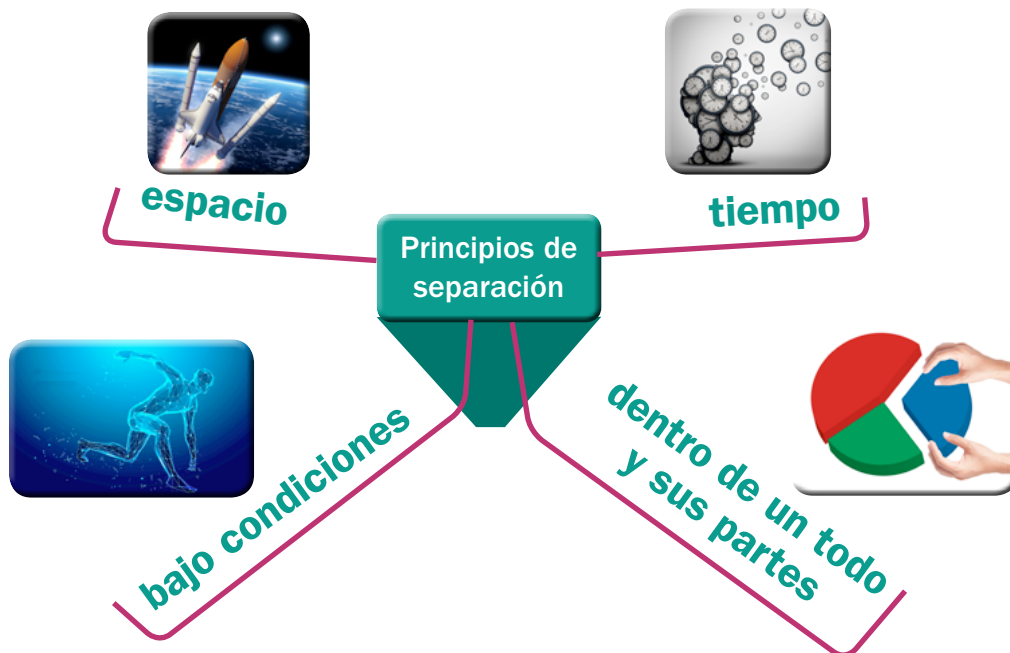 espacio
tiempo
Principios de
separación
bajo condiciones
dentro de un todo
y sus partes